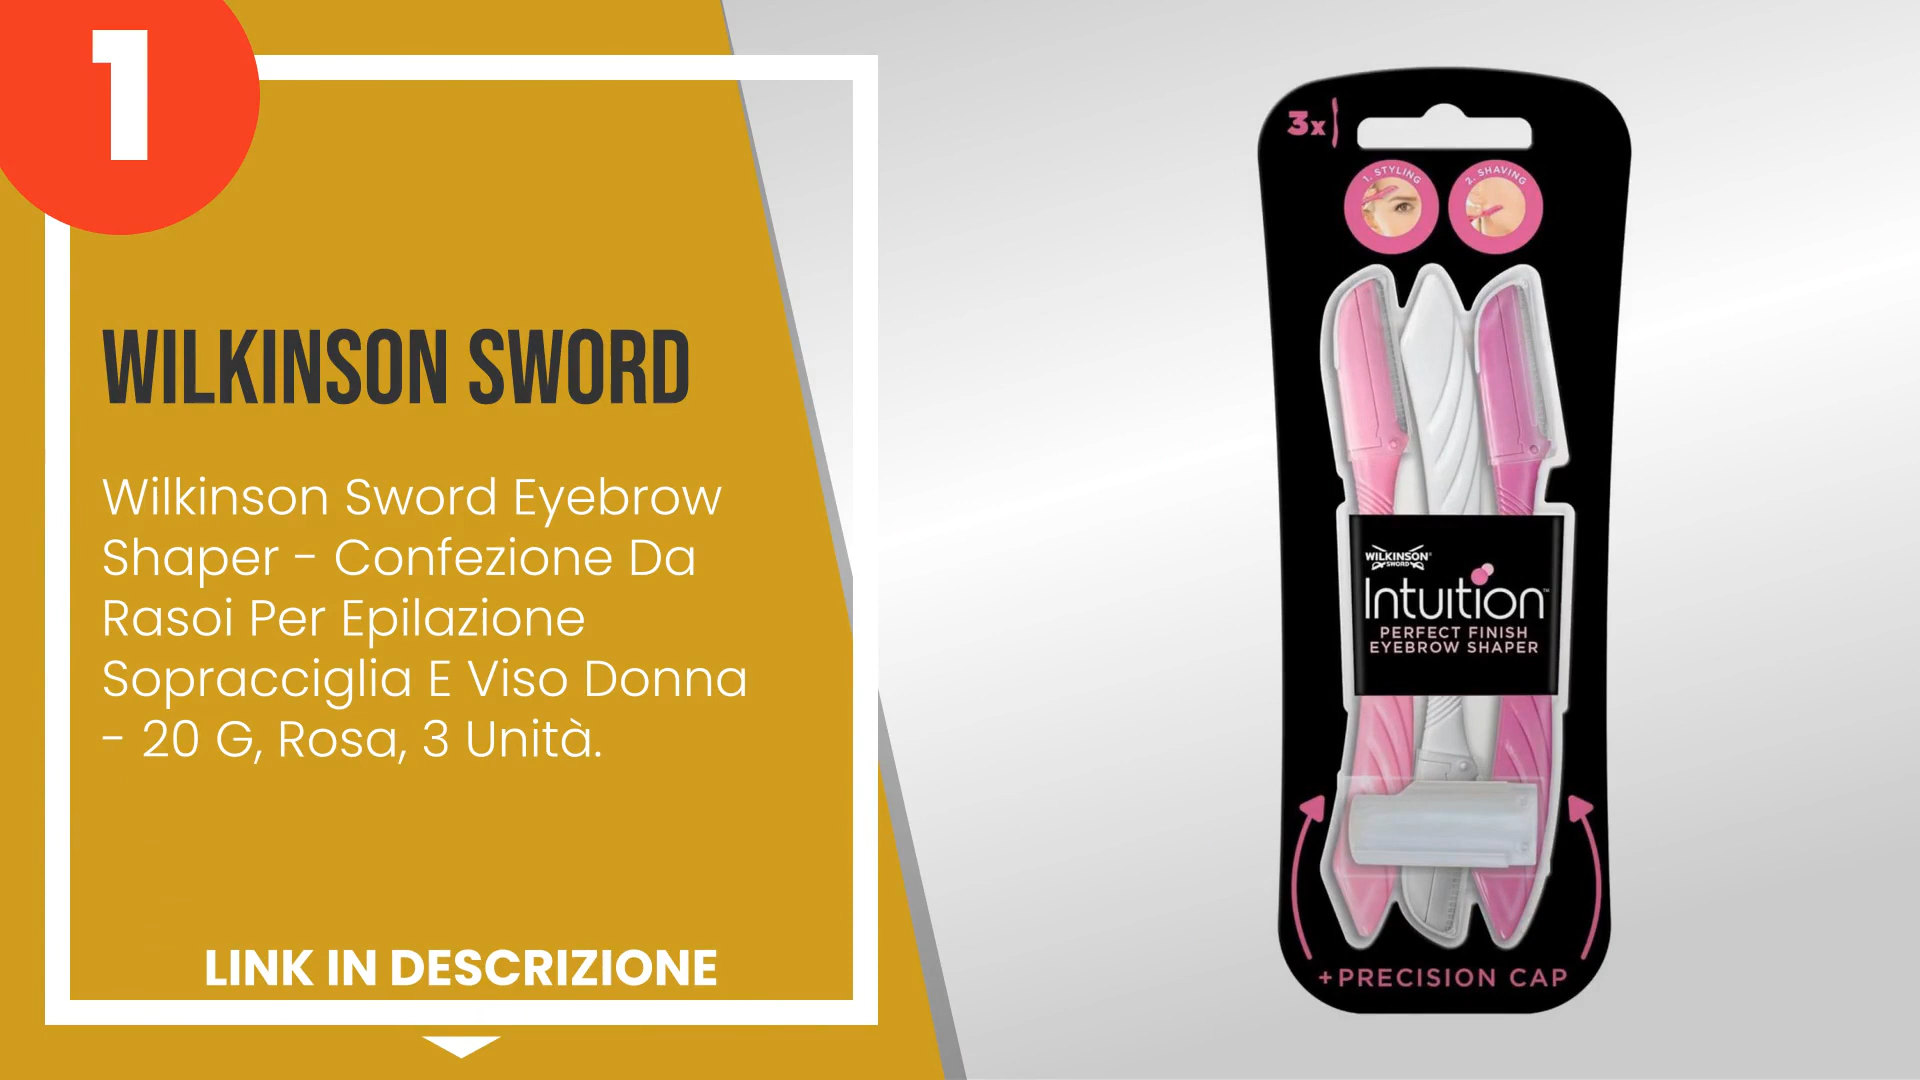 1
WILKINSON SWORD
Wilkinson Sword Eyebrow
Shaper - Confezione Da
Rasoi Per Epilazione
Sopracciglia E Viso Donna
- 20 G, Rosa, 3 Unità.
LINK IN DESCRIZIONE
3x
1. STYLING
2. SHAVING
WILKINSON
SWORD
Intuition™
PERFECT FINISH
EYEBROW SHAPER
+PRECISION CAP